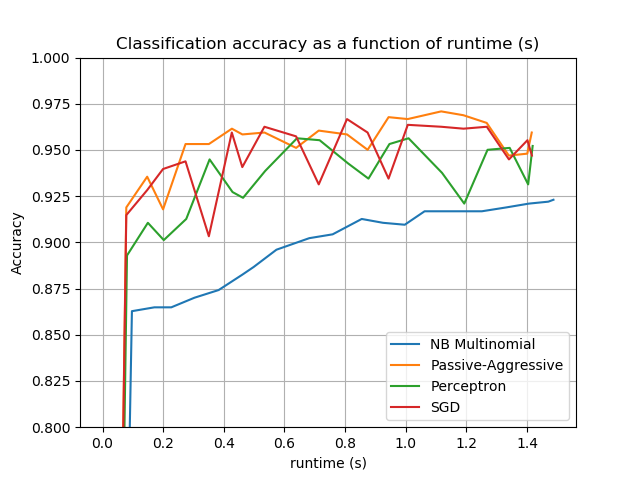 Classification accuracy as a function of runtime (s)
1.000
0.975
0.950
0.925
0.900
0.875
0.850
0.825
0.800
Accuracy
0.0 0.2 0.4 0.6 0.8 1.0 1.2 1.4
runtime (s)
NB Multinomial
Passive-Aggressive
Perceptron
SGD